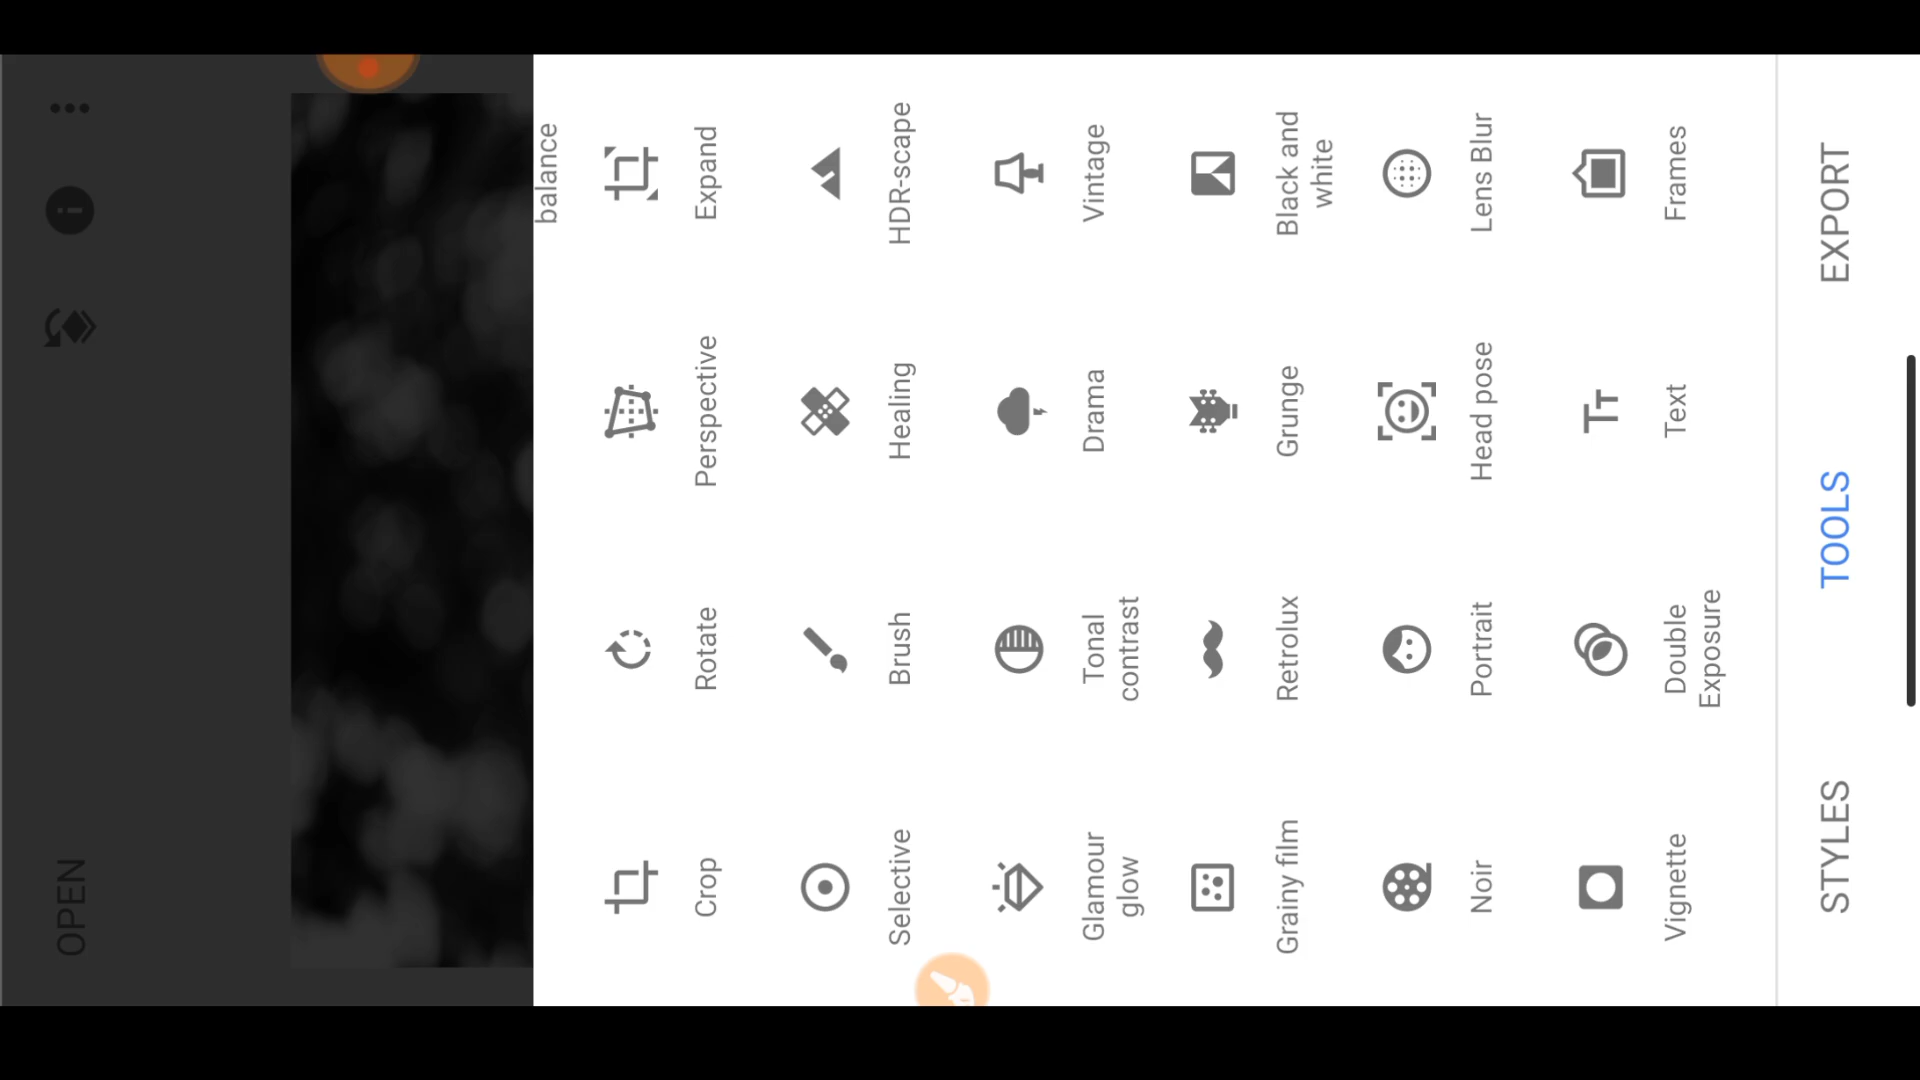 OPEN
balance
Crop
Rotate
Perspective
Expand
Selective
Brush
Healing
HDR-scape
Glamour
glow
Tonal
contrast
Drama
Vintage
Grainy film
Retrolux
Grunge
Black and
white
Noir
Portrait
Head pose
Lens Blur
Vignette
Double
Exposure
Text
Frames
STYLES
TOOLS
EXPORT